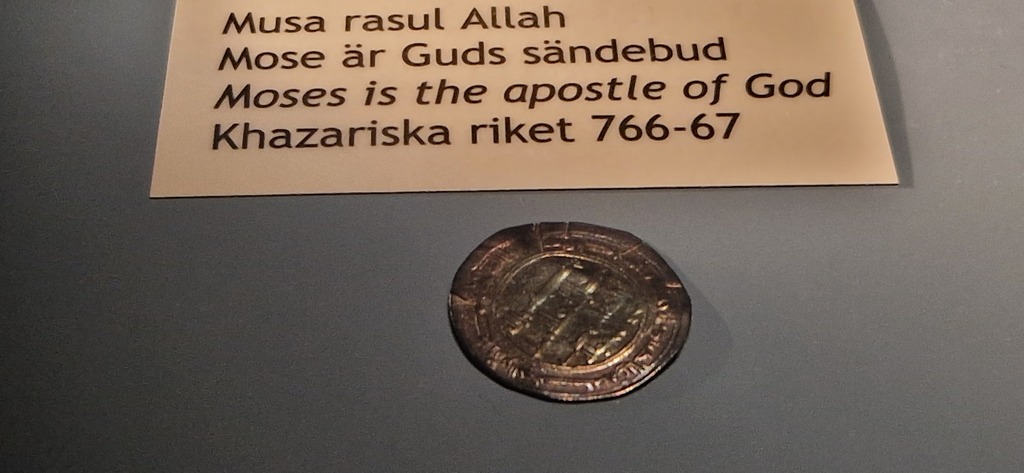 Musa rasul Allah
Mose är Guds sändebud
Moses is the apostle of God
Khazariska riket 766-67